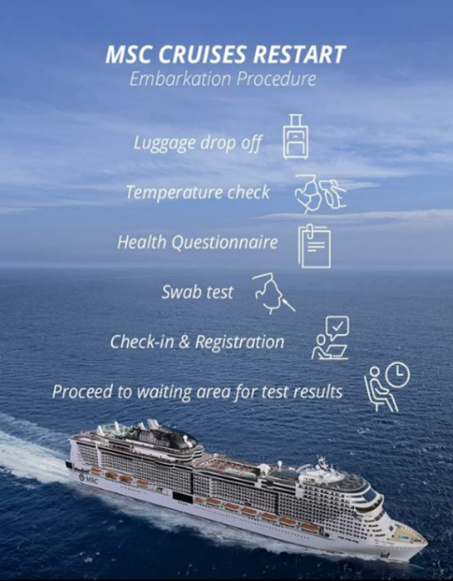 MSC CRUISES RESTART
Embarkation Procedure
Luggage drop off
Temperature check
Health Questionnaire
Swab test
Check-in & Registration
Proceed to waiting area for test results
MSC